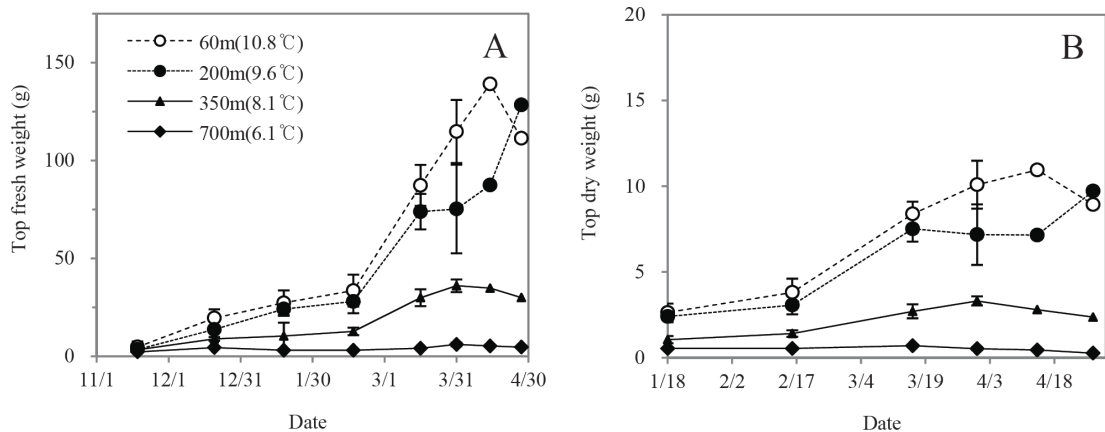 A
60m(10.8℃)
200m(9.6℃)
350m(8.1℃)
700m(6.1℃)
Top fresh weight (g)
150
100
50
0
11/1 12/1 12/31 1/30 3/1 3/31 4/30
Date
B
Top dry weight (g)
20
15
10
5
0
1/18 2/2 2/17 3/4 3/19 4/3 4/18
Date